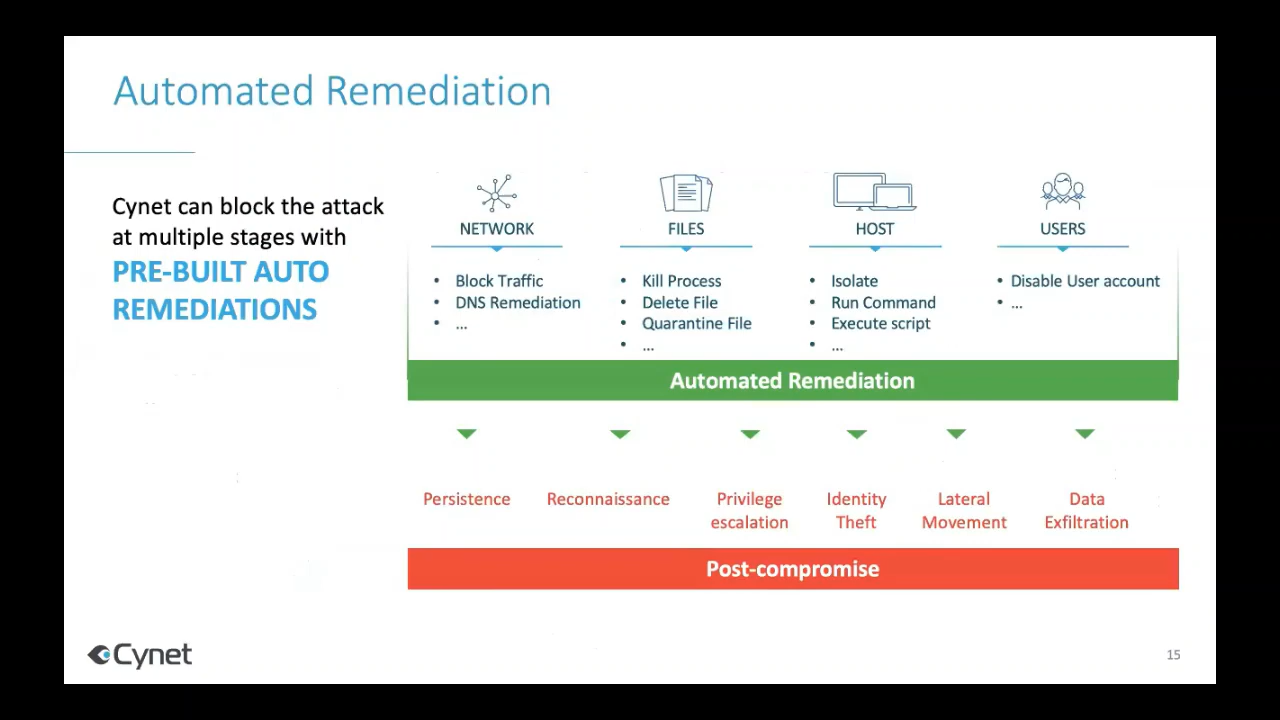 Automated Remediation
Cynet can block the attack
at multiple stages with
PRE-BUILT AUTO
REMEDIATIONS
NETWORK
• Block Traffic
• DNS Remediation
• ...
FILES
• Kill Process
• Delete File
• Quarantine File
• ...
HOST
• Isolate
• Run Command
• Execute script
• ...
USERS
• Disable User account
• ...
Automated Remediation
Persistence
Reconnaissance
Privilege
escalation
Identity
Theft
Lateral
Movement
Data
Exfiltration
Post-compromise
Cynet
15